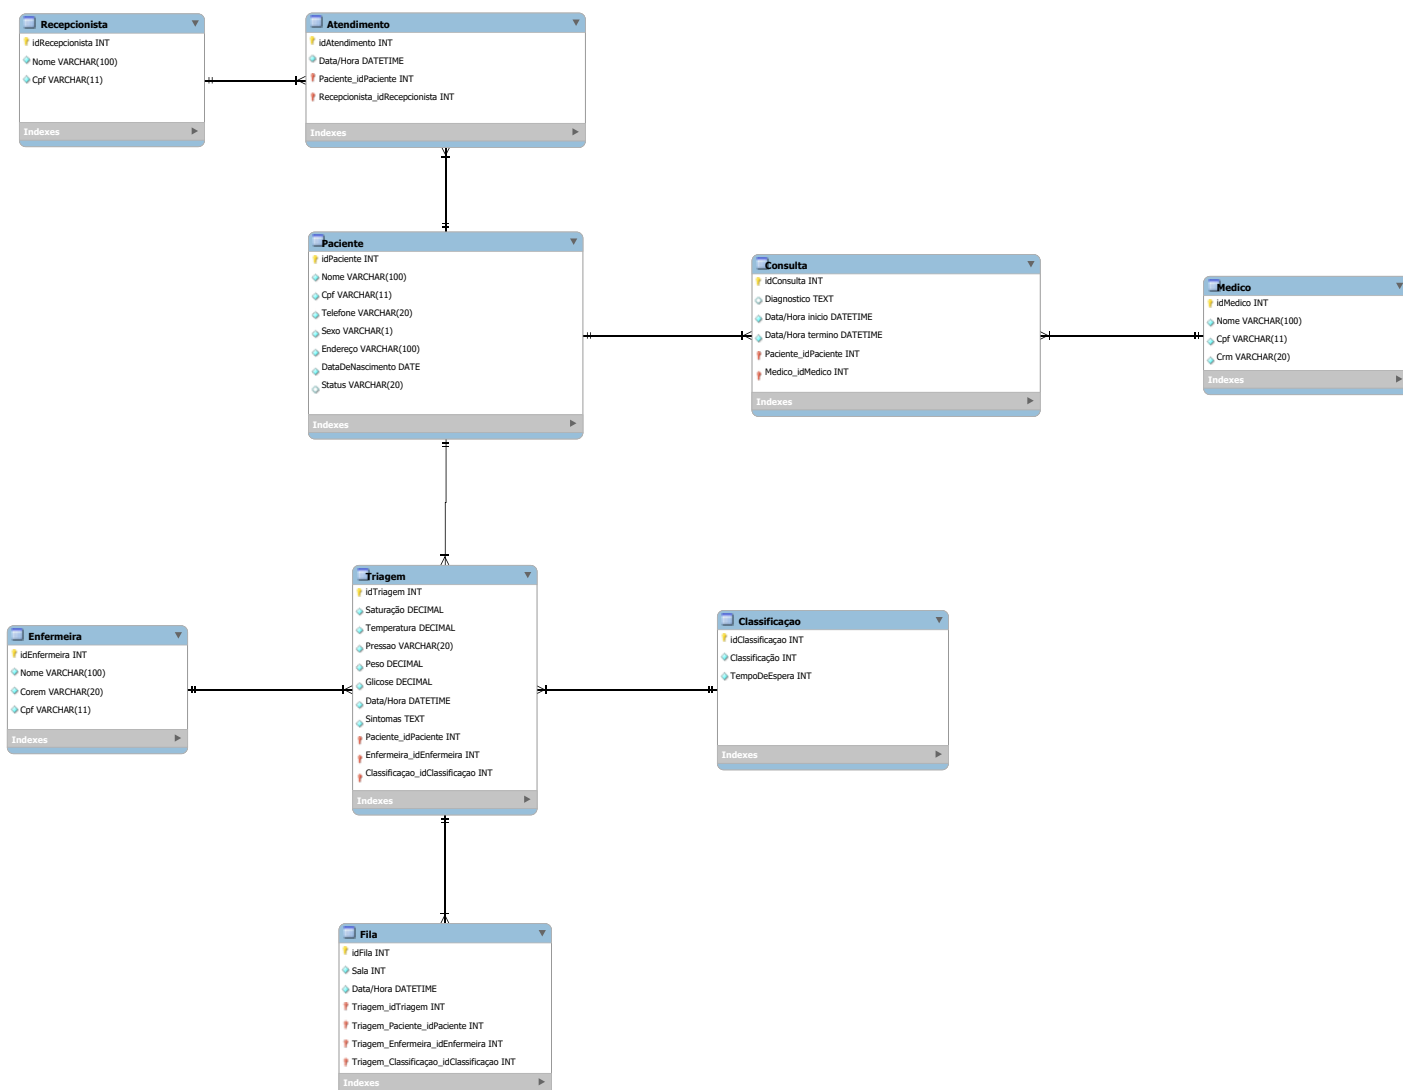 Recepcionista
idRecepcionista INT
Nome VARCHAR(100)
Cpf VARCHAR(11)
Indexes
Atendimento
idAtendimento INT
Data/Hora DATETIME
Paciente_idPaciente INT
Recepcionista_idRecepcionista INT
Indexes
Paciente
idPaciente INT
Nome VARCHAR(100)
Cpf VARCHAR(11)
Telefone VARCHAR(20)
Sexo VARCHAR(1)
Endereço VARCHAR(100)
DataDeNascimento DATE
Status VARCHAR(20)
Indexes
Consulta
idConsulta INT
Diagnostico TEXT
Data/Hora inicio DATETIME
Data/Hora termino DATETIME
Paciente_idPaciente INT
Medico_idMedico INT
Indexes
Medico
idMedico INT
Nome VARCHAR(100)
Cpf VARCHAR(11)
Crm VARCHAR(20)
Indexes
Enfermeira
idEnfermeira INT
Nome VARCHAR(100)
Corem VARCHAR(20)
Cpf VARCHAR(11)
Indexes
Triagem
idTriagem INT
Saturação DECIMAL
Temperatura DECIMAL
Pressao VARCHAR(20)
Peso DECIMAL
Glicose DECIMAL
Data/Hora DATETIME
Sintomas TEXT
Paciente_idPaciente INT
Enfermeira_idEnfermeira INT
Classificaçao_idClassificaçao INT
Indexes
Classificaçao
idClassificaçao INT
Classificação INT
TempoDeEspera INT
Indexes
Fila
idFila INT
Sala INT
Data/Hora DATETIME
Triagem_idTriagem INT
Triagem_Paciente_idPaciente INT
Triagem_Enfermeira_idEnfermeira INT
Triagem_Classificaçao_idClassificaçao INT
Indexes